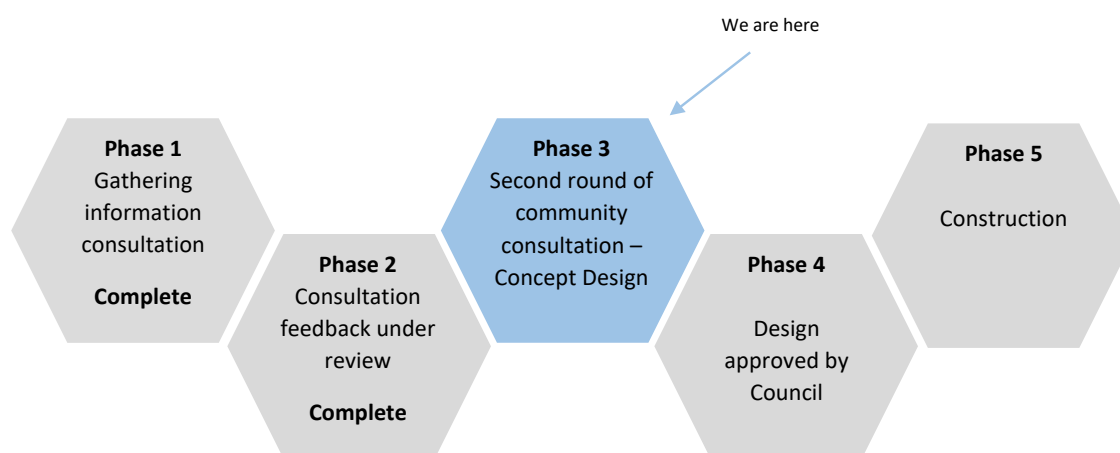 We are here
Phase 1
Gathering
information
consultation
Complete
Phase 2
Consultation
feedback under
review
Complete
Phase 3
Second round of
community
consultation –
Concept Design
Phase 4
Design
approved by
Council
Phase 5
Construction